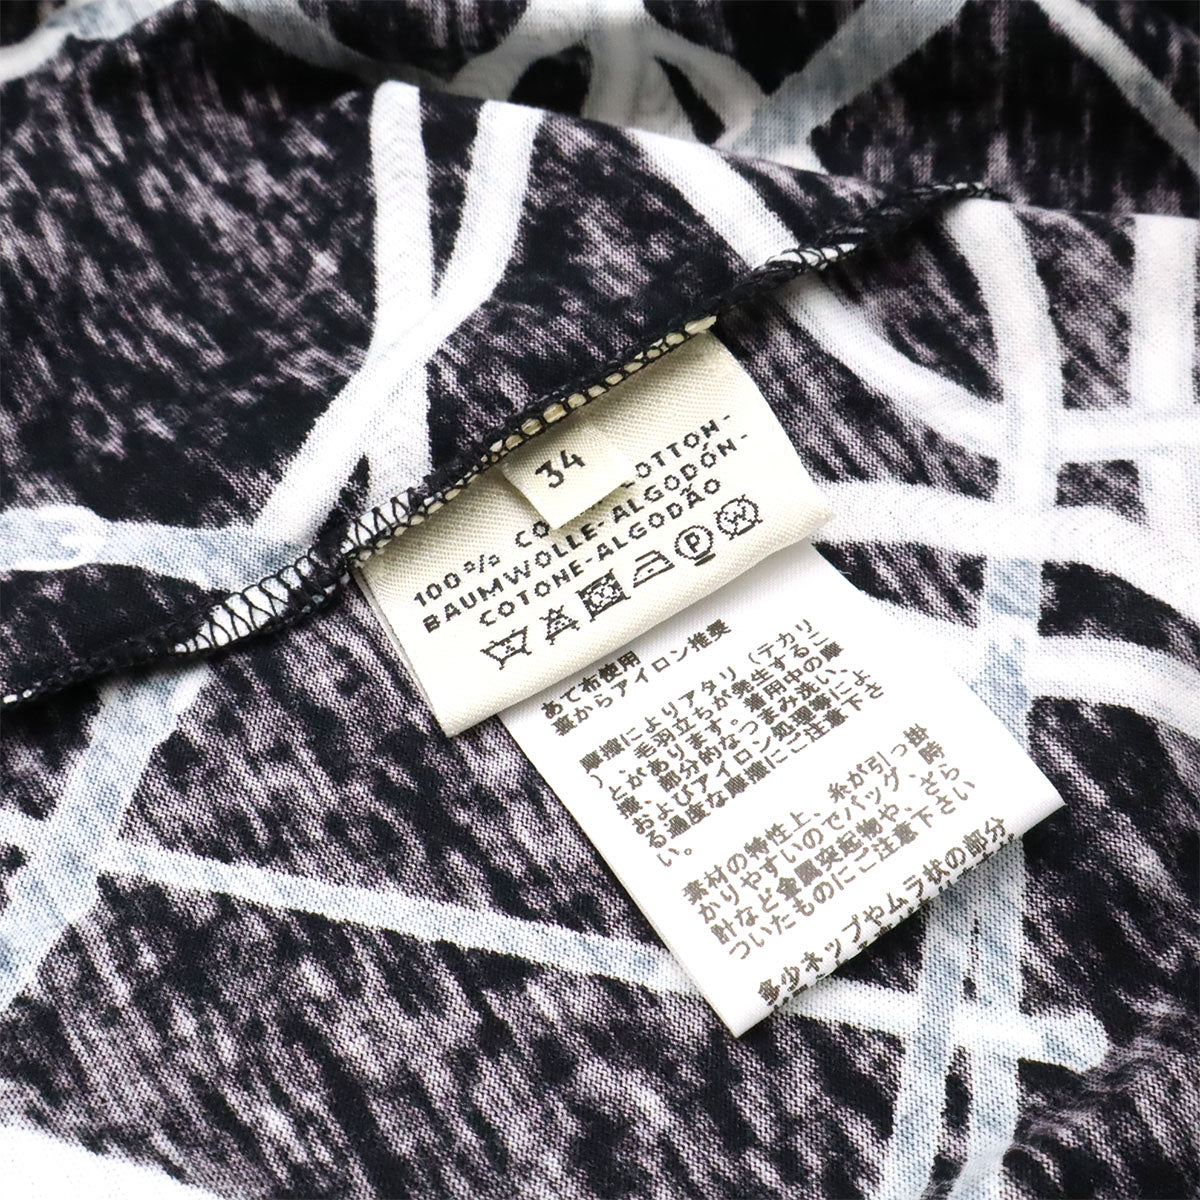 34
100% CO COTTON-
BAUMWOLLE-ALGODÓN-
COTONE-ALGODÃO
P W
あて布使用
裏からアイロン推奨
摩擦によりアタリ(テカリ
)、毛羽立ちが発生するこ
とがあります。着用中の摩
擦、部分的なつまみ洗い、
およびアイロン処理等によ
る過度な摩擦にご注意下さ
い。
素材の特性上、糸が引っ掛
かりやすいのでバッグ、時
計など金属突起物や、ざら
ついたものにご注意下さい
多少ネップやムラ状の部分